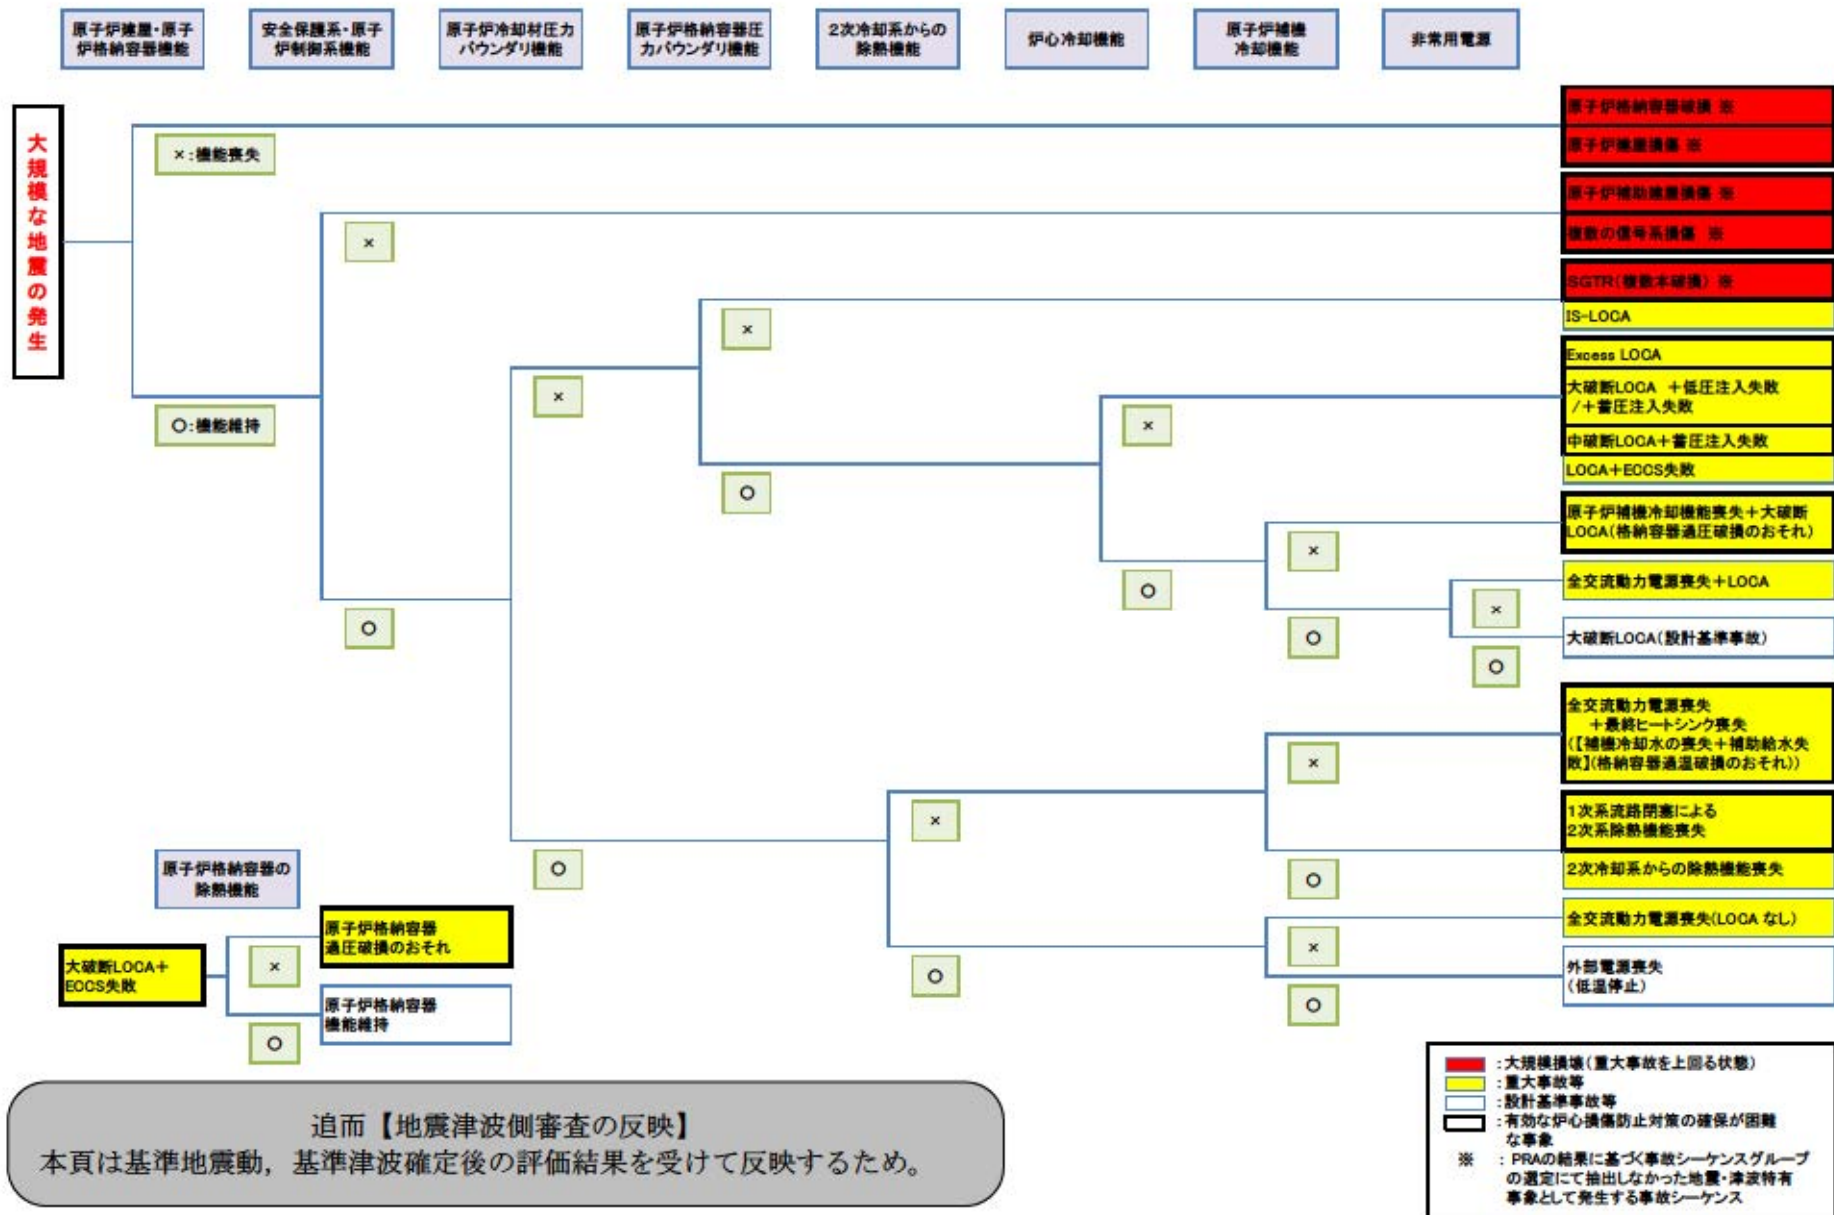 原子炉建屋・原子
炉格納容器機能
安全保護系・原子
炉制御系機能
原子炉冷却材圧力
バウンダリ機能
原子炉格納容器圧
力バウンダリ機能
2次冷却系からの
除熱機能
炉心冷却機能
原子炉補機
冷却機能
非常用電源
大規模な地震の発生
×:機能喪失
○:機能維持
×
○
×
○
×
○
×
○
×
○
×
○
×
○
×
○
×
○
原子炉格納容器破損 ※
原子炉建屋損傷 ※
原子炉補助建屋損傷 ※
複数の信号系損傷 ※
SGTR(複数本破損) ※
IS-LOCA
Excess LOCA
大破断LOCA +低圧注入失敗
/+蓄圧注入失敗
中破断LOCA+蓄圧注入失敗
LOCA+ECCS失敗
原子炉補機冷却機能喪失+大破断
LOCA(格納容器過圧破損のおそれ)
全交流動力電源喪失+LOCA
大破断LOCA(設計基準事故)
全交流動力電源喪失
+最終ヒートシンク喪失
(【補機冷却水の喪失+補助給水失
敗】(格納容器過温破損のおそれ))
1次系流路閉塞による
2次系除熱機能喪失
2次冷却系からの除熱機能喪失
全交流動力電源喪失(LOCA なし)
外部電源喪失
(低温停止)
原子炉格納容器の
除熱機能
大破断LOCA+
ECCS失敗
×
○
原子炉格納容器
過圧破損のおそれ
原子炉格納容器
機能維持
追而【地震津波側審査の反映】
本頁は基準地震動,基準津波確定後の評価結果を受けて反映するため。
:大規模損壊(重大事故を上回る状態)
:重大事故等
:設計基準事故等
:有効な炉心損傷防止対策の確保が困難
な事象
※ :PRAの結果に基づく事故シーケンスグループ
の選定にて抽出しなかった地震・津波特有
事象として発生する事故シーケンス